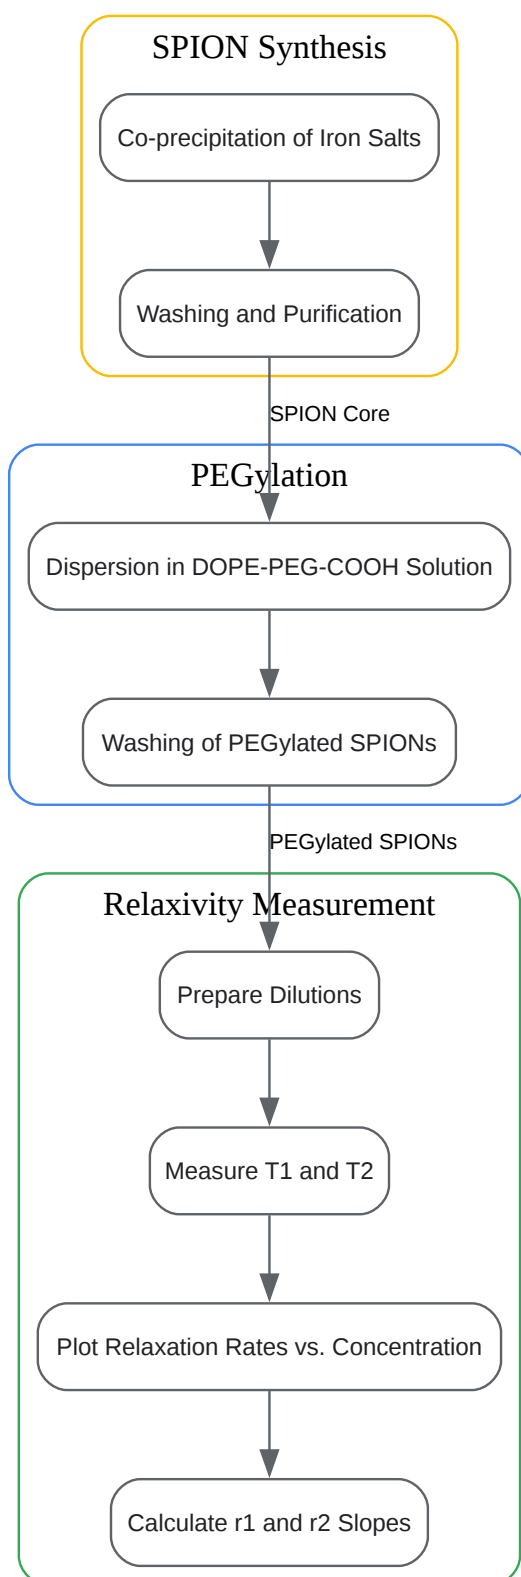 SPION Synthesis
Co-precipitation of Iron Salts
Washing and Purification
SPION Core
PEGylation
Dispersion in DOPE-PEG-COOH Solution
Washing of PEGylated SPIONs
PEGylated SPIONs
Relaxivity Measurement
Prepare Dilutions
Measure T1 and T2
Plot Relaxation Rates vs. Concentration
Calculate r1 and r2 Slopes